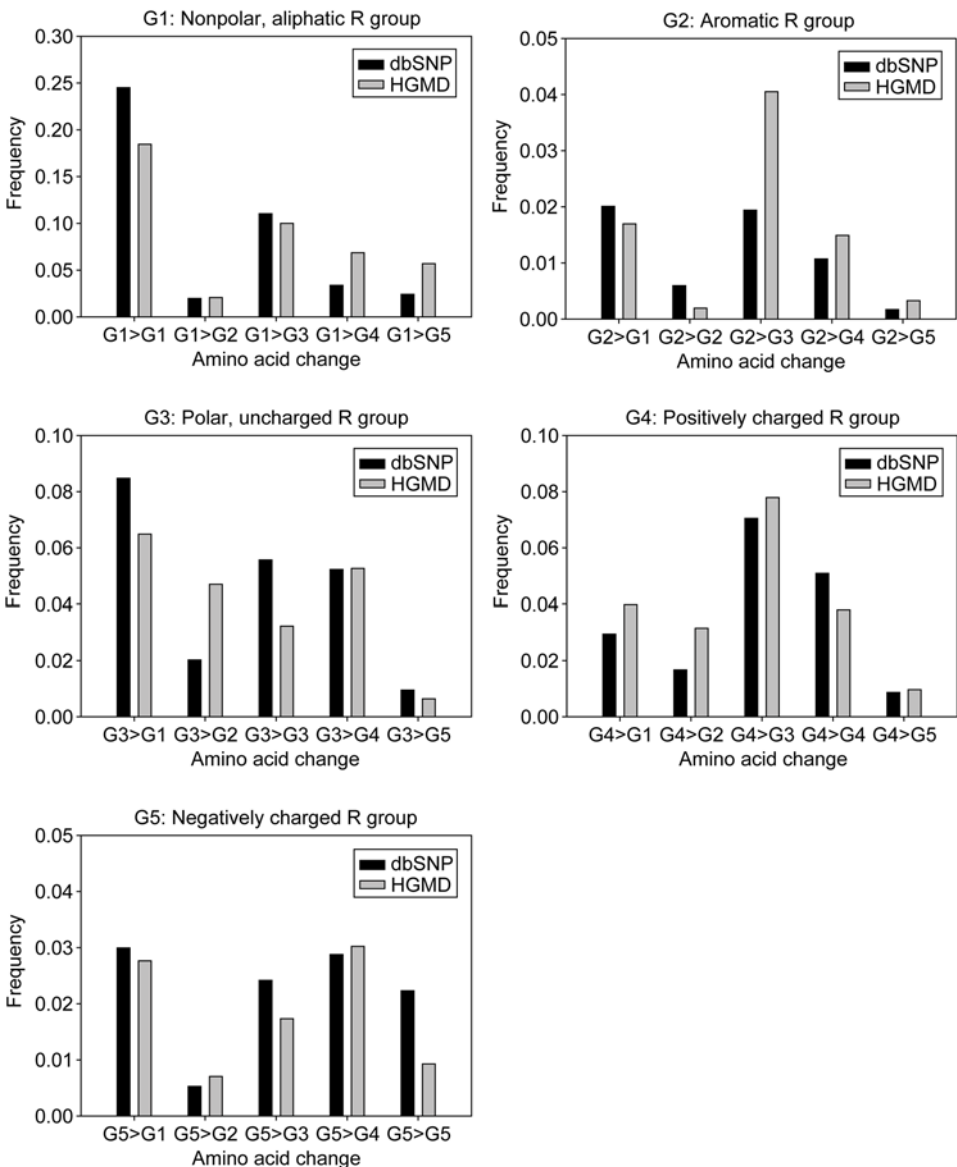 G1: Nonpolar, aliphatic R group
0.30
0.25
0.20
0.15
0.10
0.05
0.00
Frequency
dbSNP
HGMD
G1>G1 G1>G2 G1>G3 G1>G4 G1>G5
Amino acid change
G2: Aromatic R group
0.05
0.04
0.03
0.02
0.01
0.00
Frequency
dbSNP
HGMD
G2>G1 G2>G2 G2>G3 G2>G4 G2>G5
Amino acid change
G3: Polar, uncharged R group
0.10
0.08
0.06
0.04
0.02
0.00
Frequency
dbSNP
HGMD
G3>G1 G3>G2 G3>G3 G3>G4 G3>G5
Amino acid change
G4: Positively charged R group
0.10
0.08
0.06
0.04
0.02
0.00
Frequency
dbSNP
HGMD
G4>G1 G4>G2 G4>G3 G4>G4 G4>G5
Amino acid change
G5: Negatively charged R group
0.05
0.04
0.03
0.02
0.01
0.00
Frequency
dbSNP
HGMD
G5>G1 G5>G2 G5>G3 G5>G4 G5>G5
Amino acid change